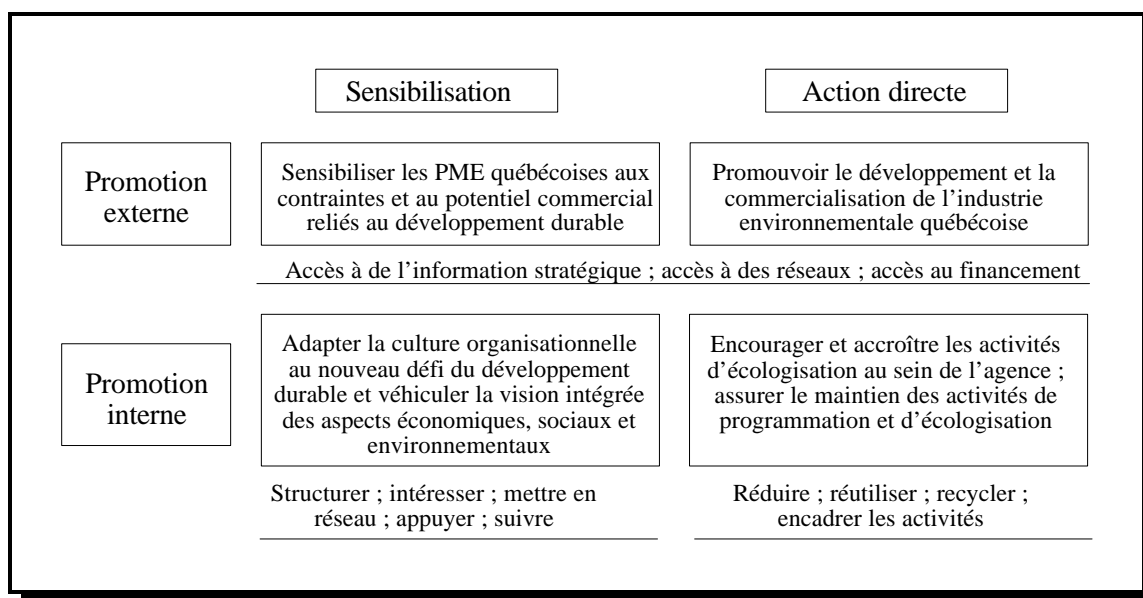 Sensibilisation
Action directe
Promotion
externe
Sensibiliser les PME québécoises aux
contraintes et au potentiel commercial
reliés au développement durable
Promouvoir le développement et la
commercialisation de l’industrie
environnementale québécoise
Accès à de l’information stratégique ; accès à des réseaux ; accès au financement
Promotion
interne
Adapter la culture organisationnelle
au nouveau défi du développement
durable et véhiculer la vision intégrée
des aspects économiques, sociaux et
environnementaux
Encourager et accroître les activités
d’écologisation au sein de l’agence ;
assurer le maintien des activités de
programmation et d’écologisation
Structurer ; intéresser ; mettre en
réseau ; appuyer ; suivre
Réduire ; réutiliser ; recycler ;
encadrer les activités